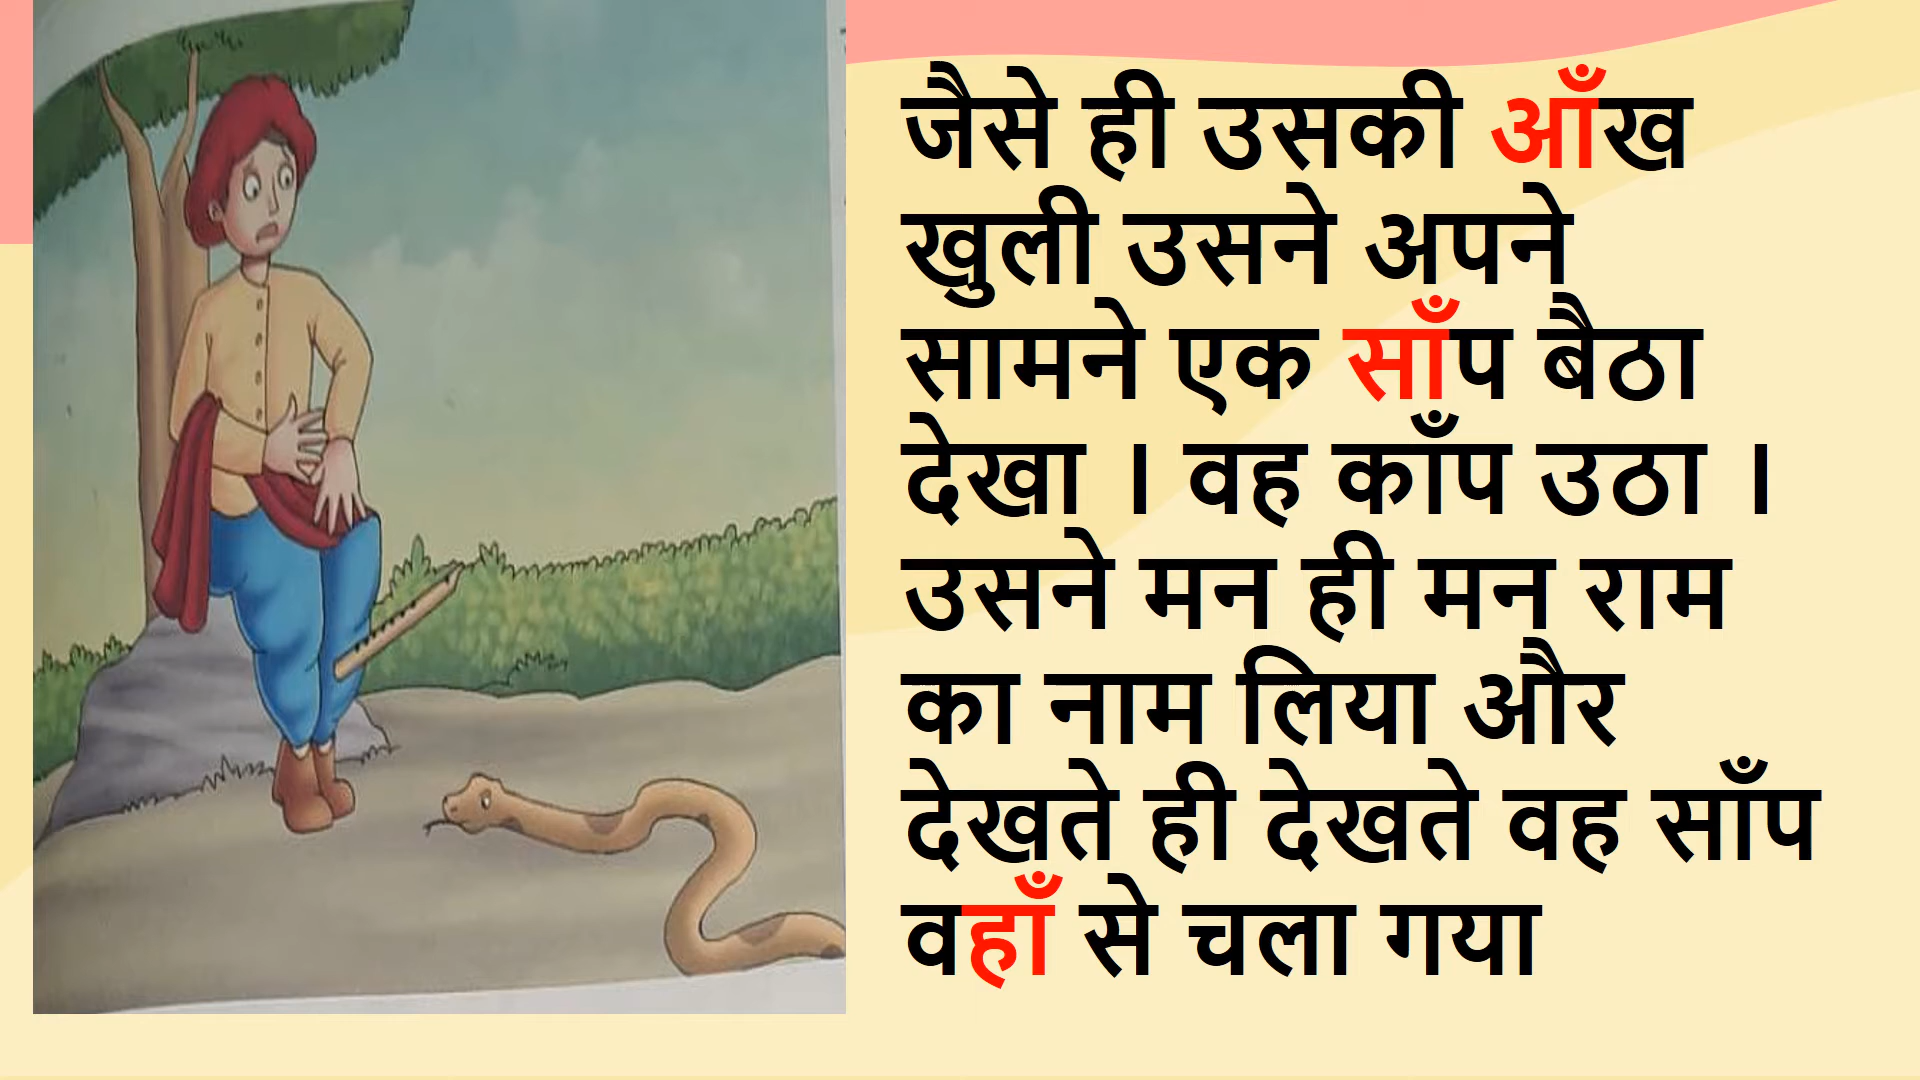 जैसे ही उसकी आँख
खुली उसने अपने
सामने एक साँप बैठा
देखा । वह काँप उठा ।
उसने मन ही मन राम
का नाम लिया और
देखते ही देखते वह साँप
वहाँ से चला गया